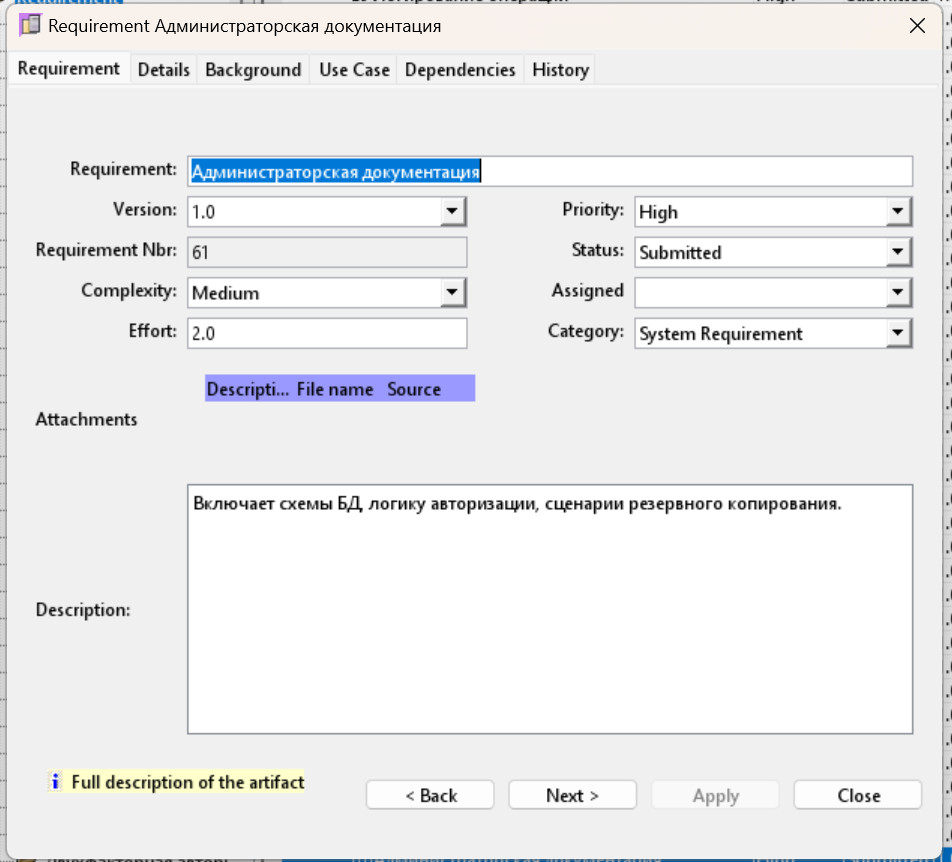 Requirement Администраторская документация
Requirement Details Background Use Case Dependencies History
Requirement: Администраторская документация
Version: 1.0 Priority: High
Requirement Nbr: 61 Status: Submitted
Complexity: Medium Assigned
Effort: 2.0 Category: System Requirement
Descripti... File name Source
Attachments
Включает схемы БД, логику авторизации, сценарии резервного копирования.
Description:
Full description of the artifact
< Back Next > Apply Close